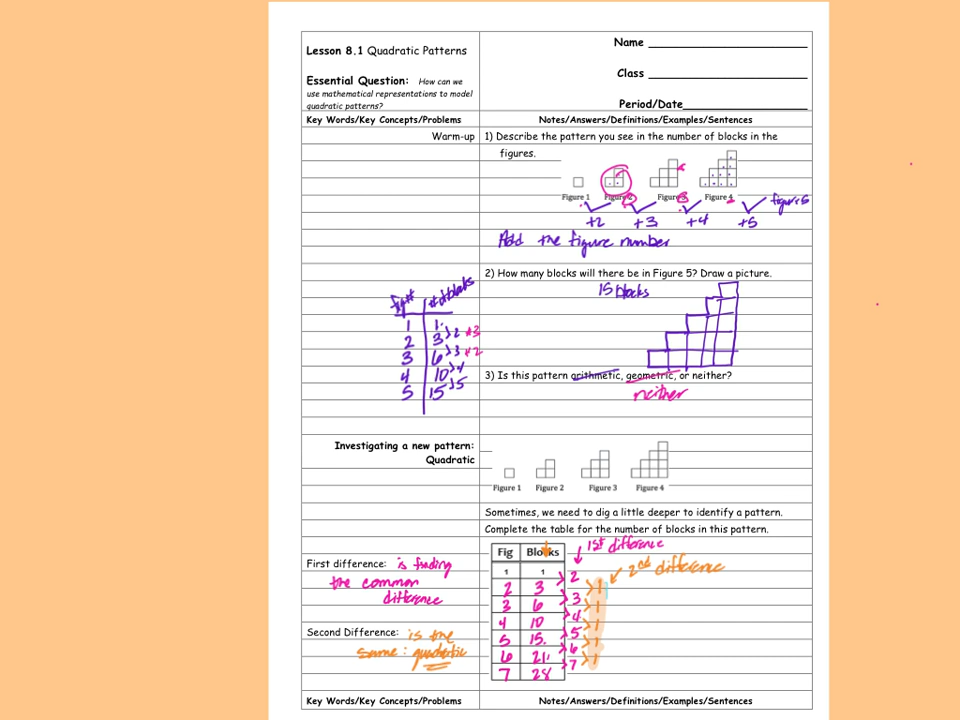 Lesson 8.1 Quadratic Patterns
Name
Essential Question: How can we
use mathematical representations to model
quadratic patterns?
Class
Period/Date
Key Words/Key Concepts/Problems
Notes/Answers/Definitions/Examples/Sentences
Warm-up
1) Describe the pattern you see in the number of blocks in the
figures.
Figure 1 Figure 2 Figure 3 Figure 4
figure 5
+2 +3 +4 +5
Add the figure number
2) How many blocks will there be in Figure 5? Draw a picture.
15 blocks
fig# # of blocks
1 1
2 3 2 ×3
3 6 3 ×2
4 10 4
5 15 5
3) Is this pattern arithmetic, geometric, or neither?
neither
Investigating a new pattern:
Quadratic
Figure 1 Figure 2 Figure 3 Figure 4
Sometimes, we need to dig a little deeper to identify a pattern.
Complete the table for the number of blocks in this pattern.
First difference: is finding
the common
difference
Second Difference: is the
same: quadratic
1st difference
2nd difference
Fig Blocks
1 1
2
2 3
3 1
3 6
4 1
4 10
5 1
5 15
6 1
6 21
7 1
7 28
Key Words/Key Concepts/Problems
Notes/Answers/Definitions/Examples/Sentences